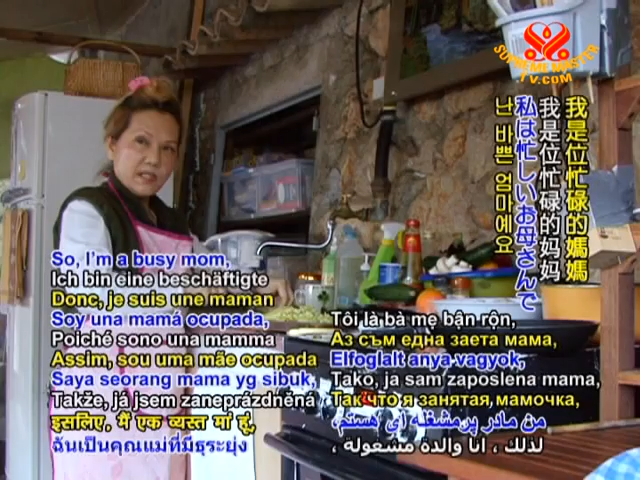 SUPREME MASTER
TV.COM
我是位忙碌的媽媽
我是位忙碌的妈妈
私は忙しいお母さんで
난 바쁜 엄마예요
So, I'm a busy mom,
Ich bin eine beschäftigte
Donc, je suis une maman
Soy una mamá ocupada,
Poiché sono una mamma
Assim, sou uma mãe ocupada
Saya seorang mama yg sibuk,
Takže, já jsem zaneprázdněná
इसलिए, मैं एक व्यस्त मां हूं,
ฉันเป็นคุณแม่ที่มีธุระยุ่ง
Tôi là bà mẹ bận rộn,
Аз съм една заета мама,
Elfoglalt anya vagyok,
Tako, ja sam zaposlena mama,
Так что я занятая мамочка,
من مادر پرمشغله ای هستم،
لذلك ، انا والدة مشغولة ،